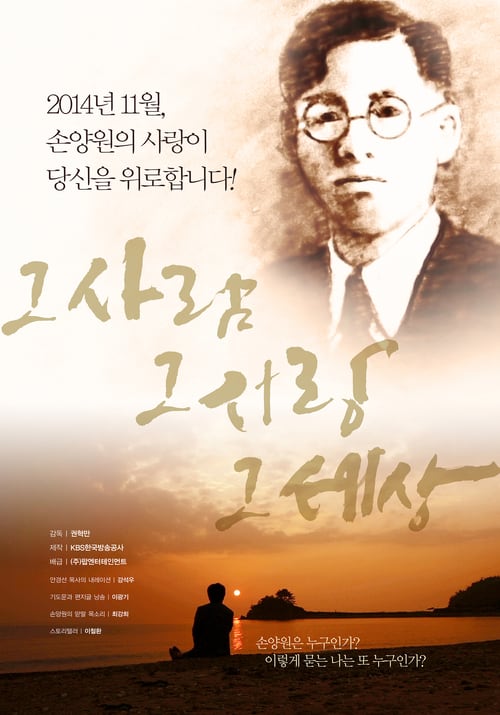 2014년 11월,
손양원의 사랑이
당신을 위로합니다!
그 사람
그 사랑
그 세상
감독 | 권혁만
제작 | KBS한국방송공사
배급 | (주)팝엔터테인먼트
안경선 목사의 내레이션 | 강석우
기도문과 편지글 낭송 | 이광기
손양원의 맏딸 목소리 | 최강희
스토리텔러 | 이철환
손양원은 누구인가?
이렇게 묻는 나는 또 누구인가?